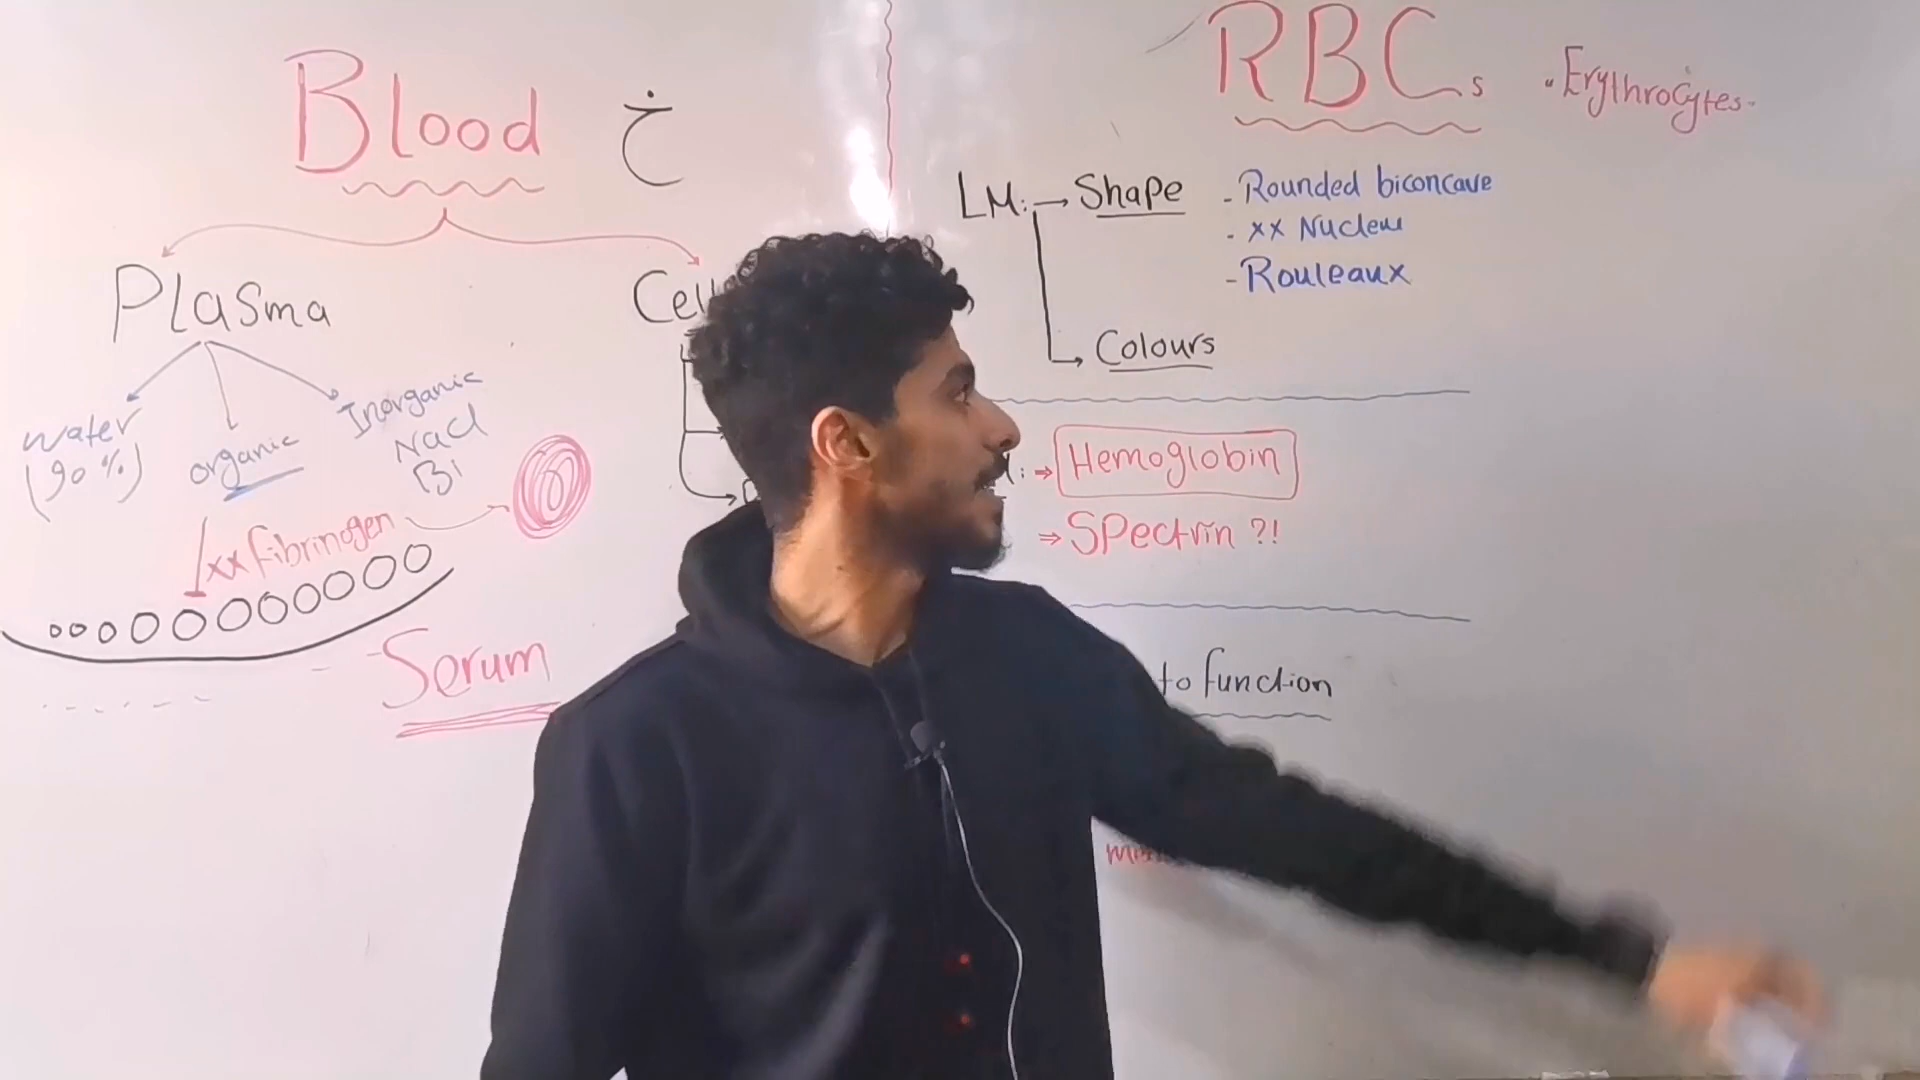 Blood خ
Plasma
Water
(90 %)
organic
Inorganic
Nacl
Bi
xx fibrinogen
Serum
RBCs "Erythrocytes"
LM: → Shape
- Rounded biconcave
- xx Nucleus
- Rouleaux
Colours
⇒ Hemoglobin
⇒ Spectrin ?!
to function